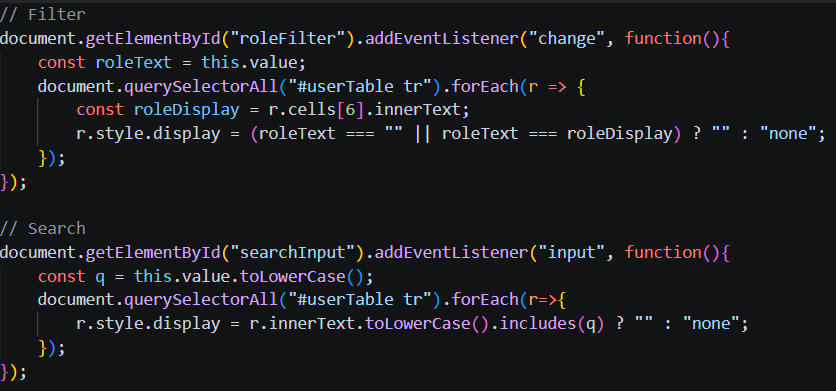 // Filter
document.getElementById("roleFilter").addEventListener("change", function(){
    const roleText = this.value;
    document.querySelectorAll("#userTable tr").forEach(r => {
        const roleDisplay = r.cells[6].innerText;
        r.style.display = (roleText === "" || roleText === roleDisplay) ? "" : "none";
    });
});

// Search
document.getElementById("searchInput").addEventListener("input", function(){
    const q = this.value.toLowerCase();
    document.querySelectorAll("#userTable tr").forEach(r=>{
        r.style.display = r.innerText.toLowerCase().includes(q) ? "" : "none";
    });
});